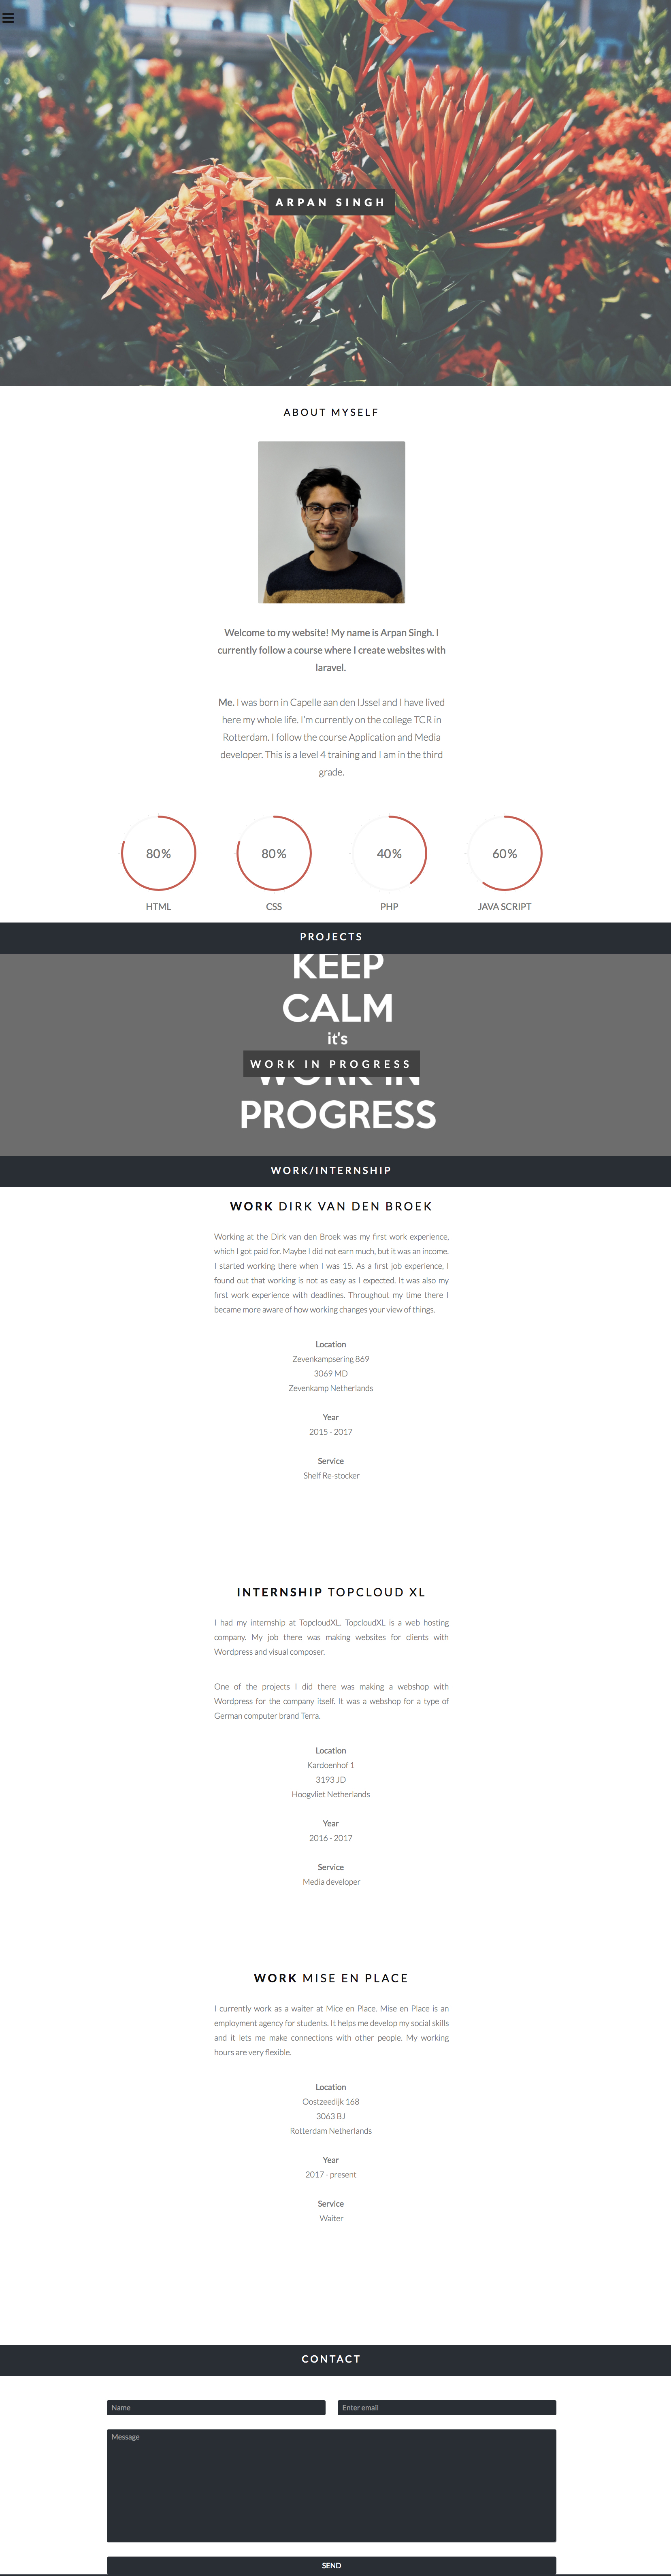 ARPAN SINGH
ABOUT MYSELF
Welcome to my website! My name is Arpan Singh. I
currently follow a course where I create websites with
laravel.
Me. I was born in Capelle aan den IJssel and I have lived
here my whole life. I'm currently on the college TCR in
Rotterdam. I follow the course Application and Media
developer. This is a level 4 training and I am in the third
grade.
80% 80% 40% 60%
HTML CSS PHP JAVA SCRIPT
PROJECTS
KEEP
CALM
it's
WORK IN PROGRESS
WORK IN
PROGRESS
WORK/INTERNSHIP
WORK DIRK VAN DEN BROEK
Working at the Dirk van den Broek was my first work experience,
which I got paid for. Maybe I did not earn much, but it was an income.
I started working there when I was 15. As a first job experience, I
found out that working is not as easy as I expected. It was also my
first work experience with deadlines. Throughout my time there I
became more aware of how working changes your view of things.
Location
Zevenkampsering 869
3069 MD
Zevenkamp Netherlands
Year
2015 - 2017
Service
Shelf Re-stocker
INTERNSHIP TOPCLOUD XL
I had my internship at TopcloudXL. TopcloudXL is a web hosting
company. My job there was making websites for clients with
Wordpress and visual composer.
One of the projects I did there was making a webshop with
Wordpress for the company itself. It was a webshop for a type of
German computer brand Terra.
Location
Kardoenhof 1
3193 JD
Hoogvliet Netherlands
Year
2016 - 2017
Service
Media developer
WORK MISE EN PLACE
I currently work as a waiter at Mice en Place. Mise en Place is an
employment agency for students. It helps me develop my social skills
and it lets me make connections with other people. My working
hours are very flexible.
Location
Oostzeedijk 168
3063 BJ
Rotterdam Netherlands
Year
2017 - present
Service
Waiter
CONTACT
Name Enter email
Message
SEND